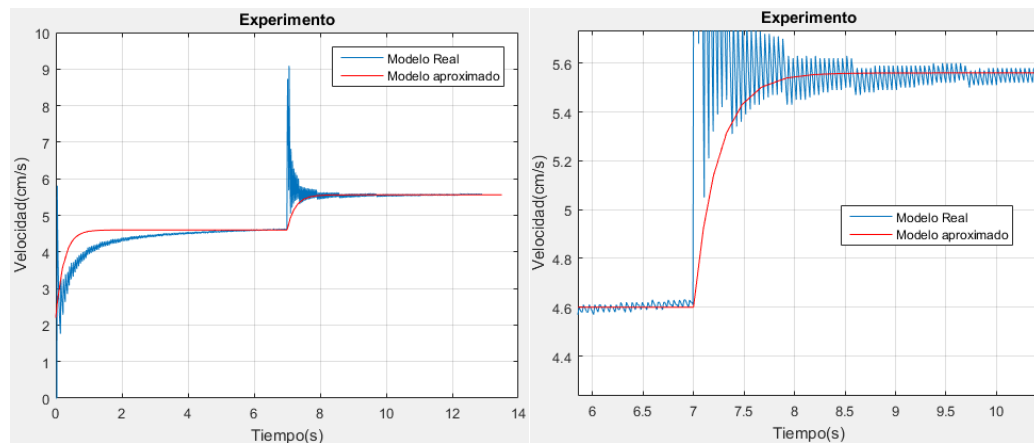 Experimento
Velocidad(cm/s)
10
9
8
7
6
5
4
3
2
1
0
Modelo Real
Modelo aproximado
0 2 4 6 8 10 12 14
Tiempo(s)
Experimento
Velocidad(cm/s)
5.6
5.4
5.2
5
4.8
4.6
4.4
Modelo Real
Modelo aproximado
6 6.5 7 7.5 8 8.5 9 9.5 10
Tiempo(s)